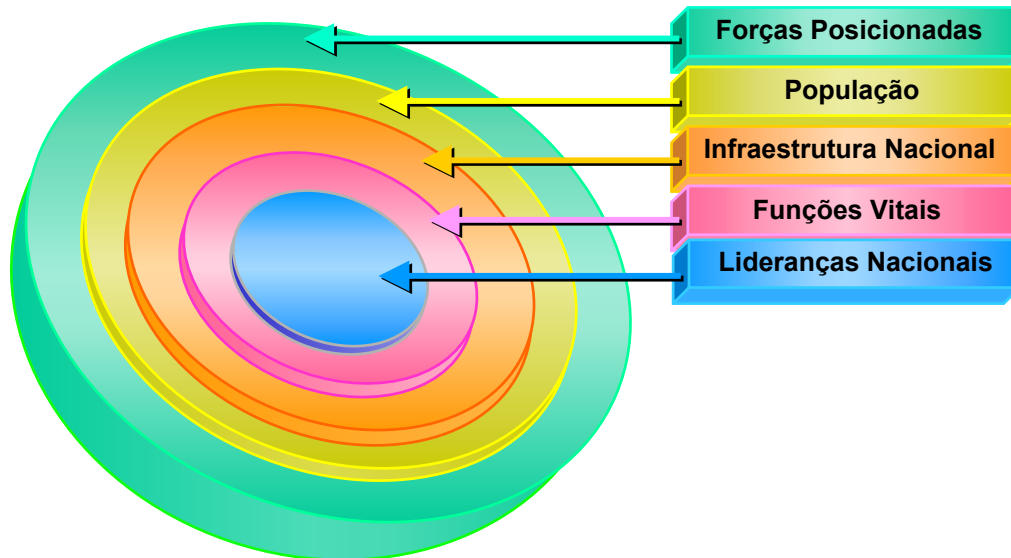 Forças Posicionadas
População
Infraestrutura Nacional
Funções Vitais
Lideranças Nacionais